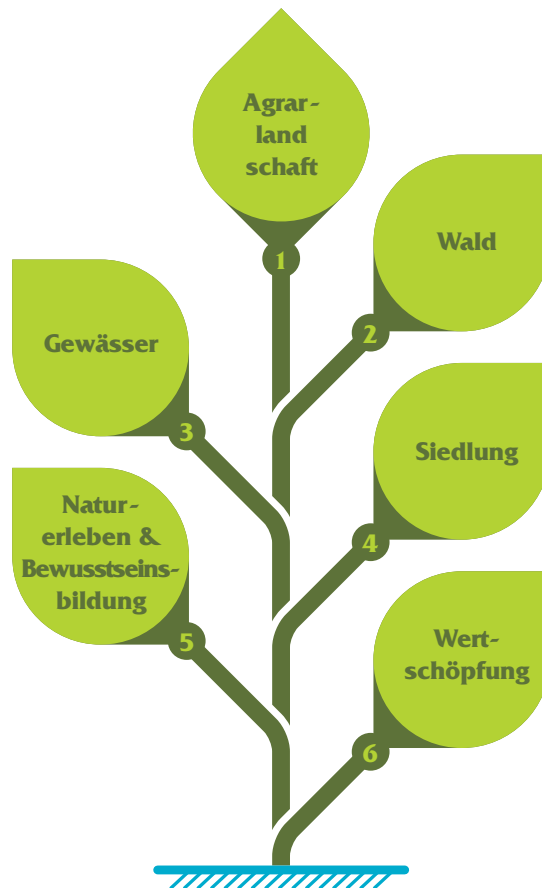 Agrar-
land
schaft
1
Wald
2
Gewässer
3
Siedlung
4
Natur-
erleben &
Bewusstseins-
bildung
5
Wert-
schöpfung
6